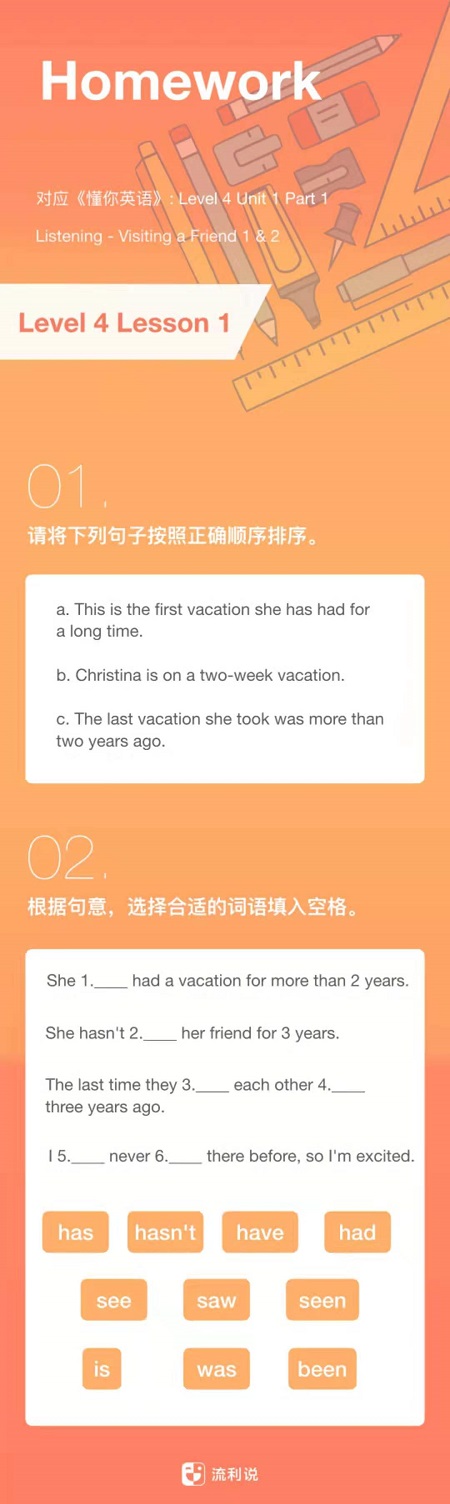 Homework
对应《懂你英语》: Level 4 Unit 1 Part 1
Listening - Visiting a Friend 1 & 2
Level 4 Lesson 1
01.
请将下列句子按照正确顺序排序。
a. This is the first vacation she has had for
a long time.
b. Christina is on a two-week vacation.
c. The last vacation she took was more than
two years ago.
02.
根据句意，选择合适的词语填入空格。
She 1.____ had a vacation for more than 2 years.
She hasn't 2.____ her friend for 3 years.
The last time they 3.____ each other 4.____
three years ago.
I 5.____ never 6.____ there before, so I'm excited.
has hasn't have had
see saw seen
is was been
流利说